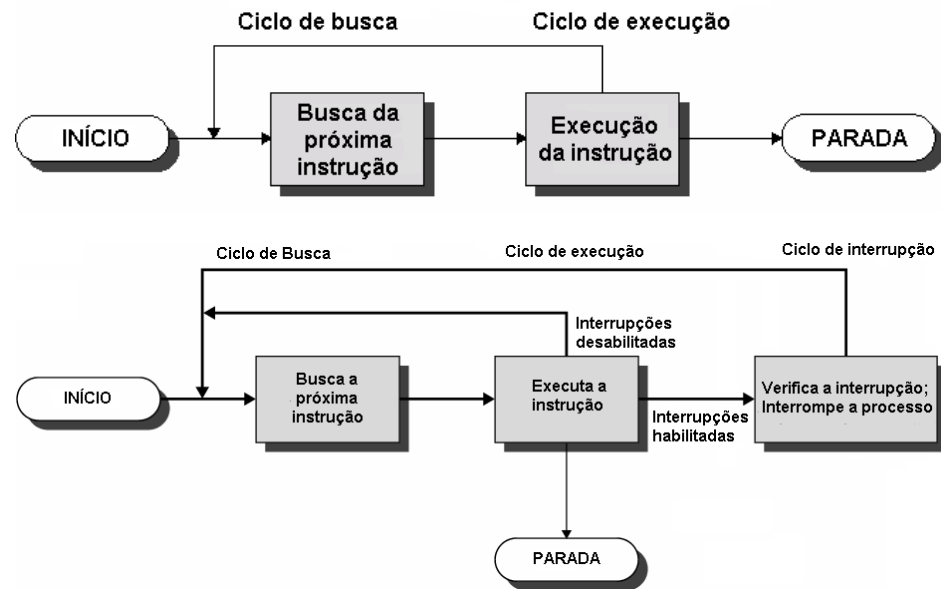 Ciclo de busca
Ciclo de execução
INÍCIO
Busca da
próxima
instrução
Execução
da instrução
PARADA
Ciclo de Busca
Ciclo de execução
Ciclo de interrupção
Interrupções
desabilitadas
INÍCIO
Busca a
próxima
instrução
Executa a
instrução
Interrupções
habilitadas
Verifica a interrupção;
Interrompe a processo
PARADA